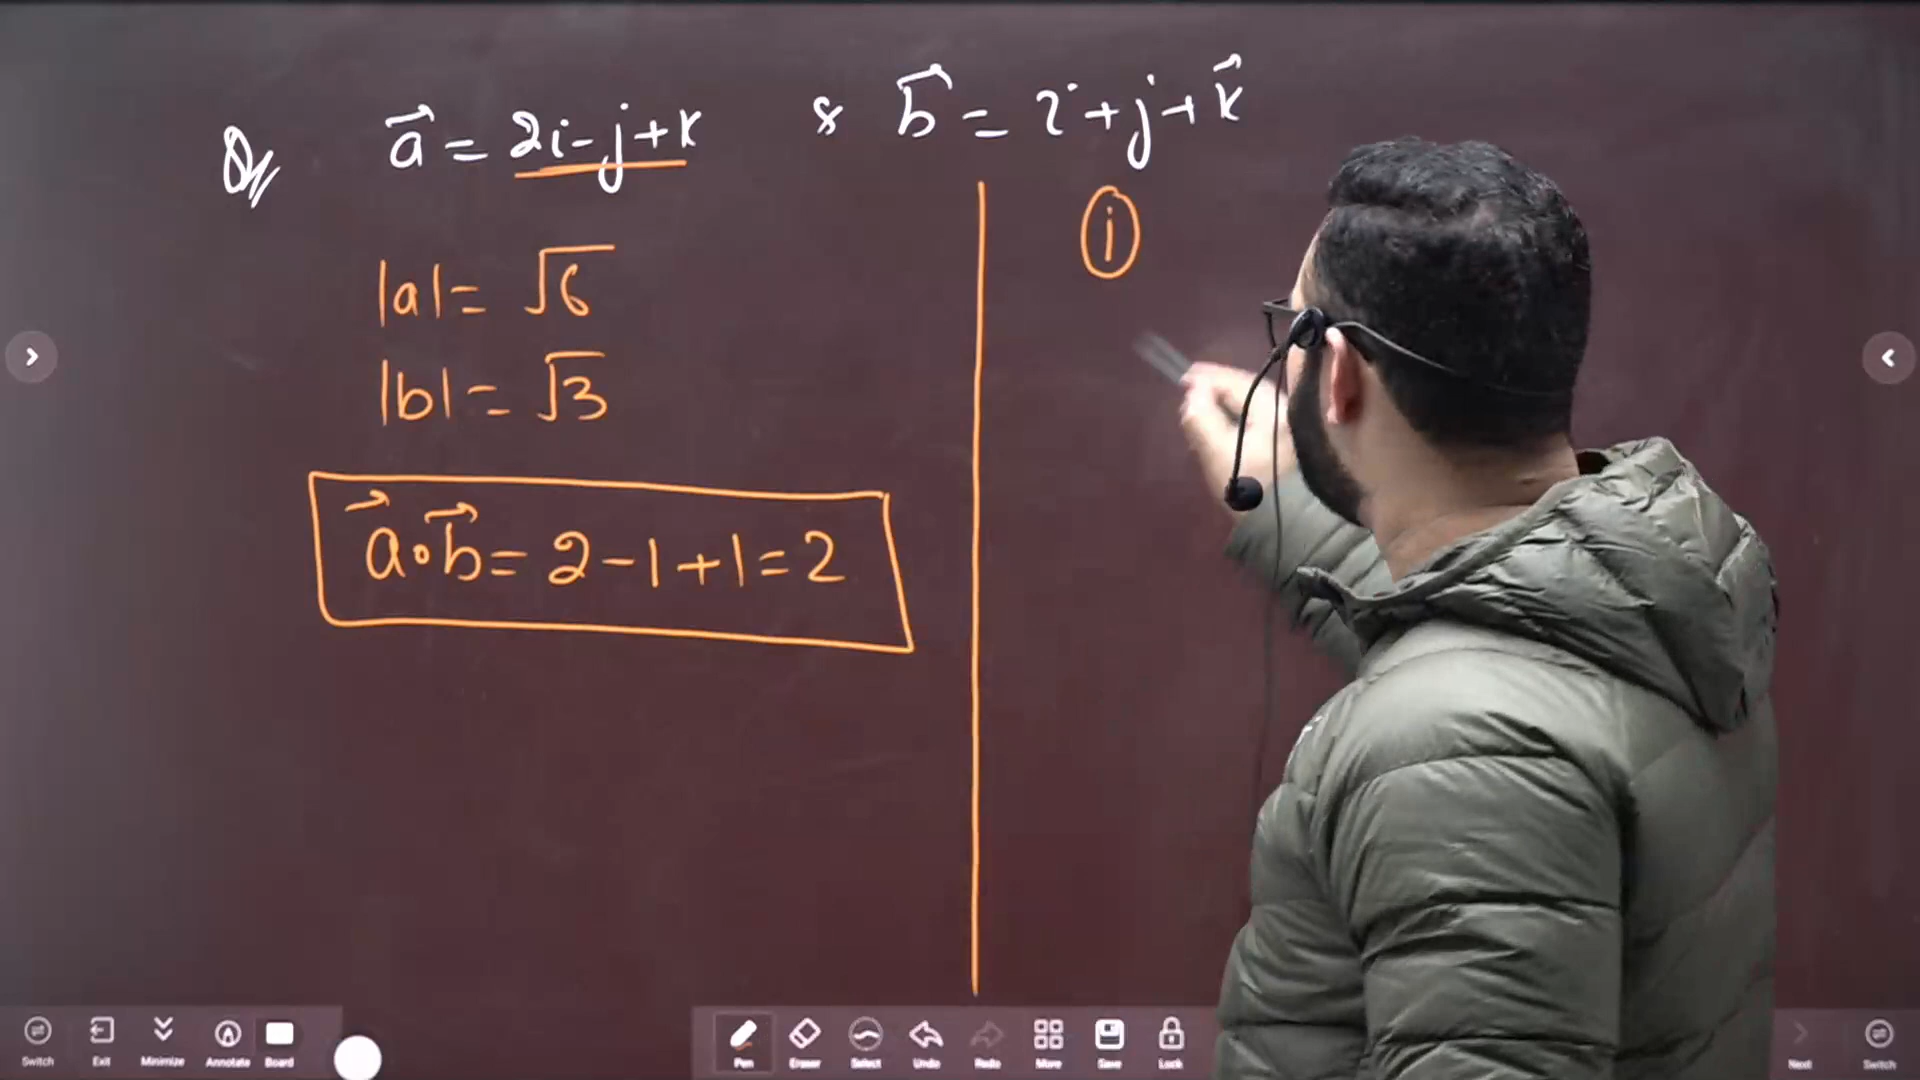 Q// a⃗ = 2i-j+k & b⃗ = i+j+k⃗
|a| = √6
|b| = √3
a⃗∘b⃗ = 2-1+1=2
i
Switch Exit Minimize Annotate Board Pen Eraser Select Undo Redo More Save Lock Next Switch